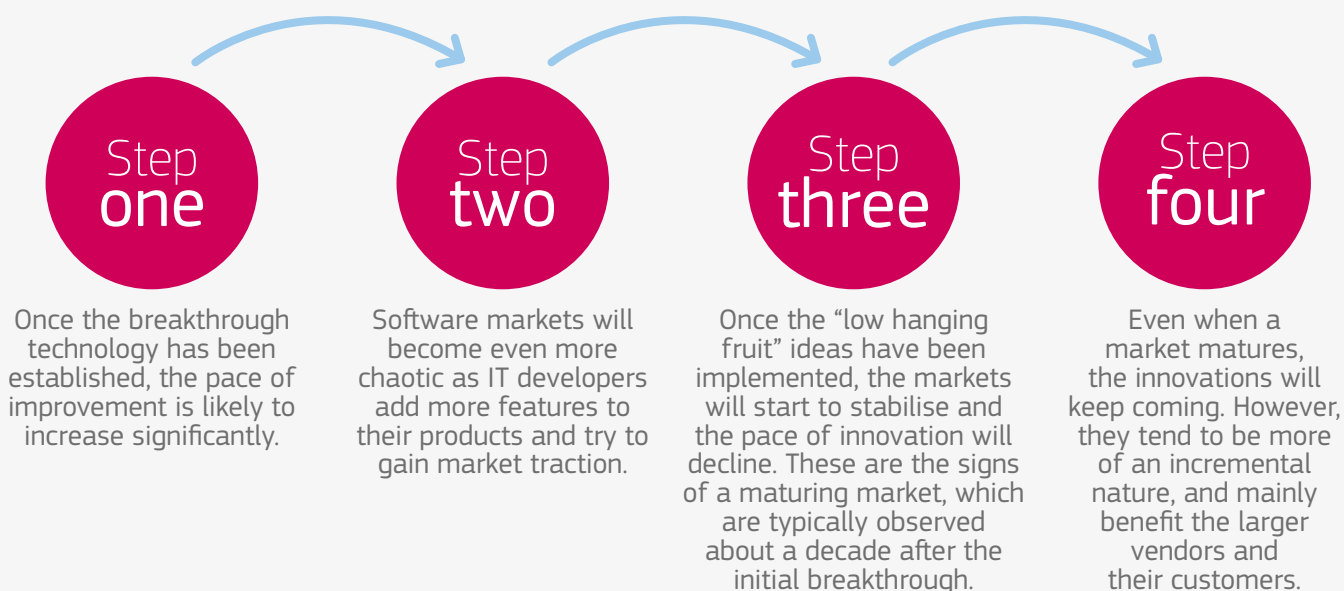 Step
one
Once the breakthrough
technology has been
established, the pace of
improvement is likely to
increase significantly.
Step
two
Software markets will
become even more
chaotic as IT developers
add more features to
their products and try to
gain market traction.
Step
three
Once the “low hanging
fruit” ideas have been
implemented, the markets
will start to stabilise and
the pace of innovation will
decline. These are the signs
of a maturing market, which
are typically observed
about a decade after the
initial breakthrough.
Step
four
Even when a
market matures,
the innovations will
keep coming. However,
they tend to be more
of an incremental
nature, and mainly
benefit the larger
vendors and
their customers.